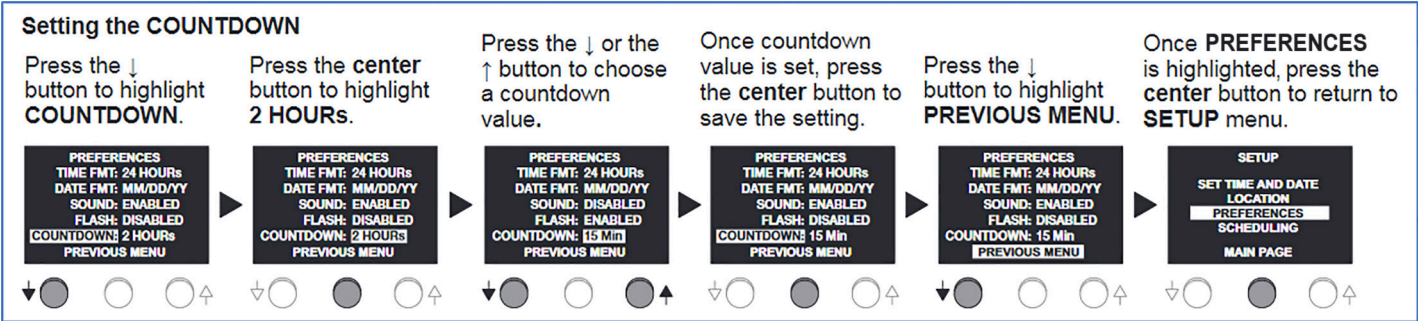 Setting the COUNTDOWN
Press the ↓
button to highlight
COUNTDOWN.
PREFERENCES
TIME FMT: 24 HOURs
DATE FMT: MM/DD/YY
SOUND: ENABLED
FLASH: DISABLED
COUNTDOWN: 2 HOURs
PREVIOUS MENU
Press the center
button to highlight
2 HOURs.
PREFERENCES
TIME FMT: 24 HOURs
DATE FMT: MM/DD/YY
SOUND: ENABLED
FLASH: DISABLED
COUNTDOWN: 2 HOURs
PREVIOUS MENU
Press the ↓ or the
↑ button to choose
a countdown
value.
PREFERENCES
TIME FMT: 24 HOURs
DATE FMT: MM/DD/YY
SOUND: DISABLED
FLASH: ENABLED
COUNTDOWN: 15 Min
PREVIOUS MENU
Once countdown
value is set, press
the center button to
save the setting.
PREFERENCES
TIME FMT: 24 HOURs
DATE FMT: MM/DD/YY
SOUND: ENABLED
FLASH: DISABLED
COUNTDOWN: 15 Min
PREVIOUS MENU
Press the ↓
button to highlight
PREVIOUS MENU.
PREFERENCES
TIME FMT: 24 HOURs
DATE FMT: MM/DD/YY
SOUND: ENABLED
FLASH: DISABLED
COUNTDOWN: 15 Min
PREVIOUS MENU
Once PREFERENCES
is highlighted, press the
center button to return to
SETUP menu.
SETUP
SET TIME AND DATE
LOCATION
PREFERENCES
SCHEDULING
MAIN PAGE